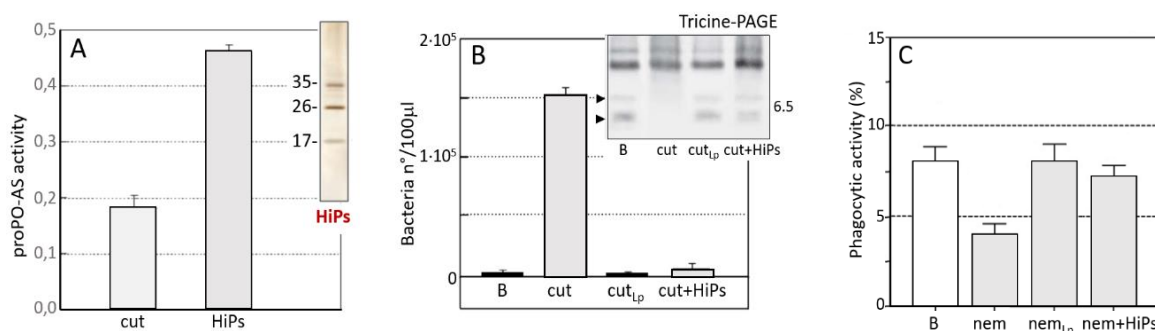 A
proPO-AS activity
0,5
0,4
0,3
0,2
0,1
0,0
cut
HiPs
35-
26-
17-
HiPs
B
Bacteria n°/100µl
2·10⁵
1·10⁵
0
B
cut
cutLp
cut+HiPs
Tricine-PAGE
6.5
B
cut
cutLp
cut+HiPs
C
Phagocytic activity (%)
15
10
5
0
B
nem
nemLp
nem+HiPs